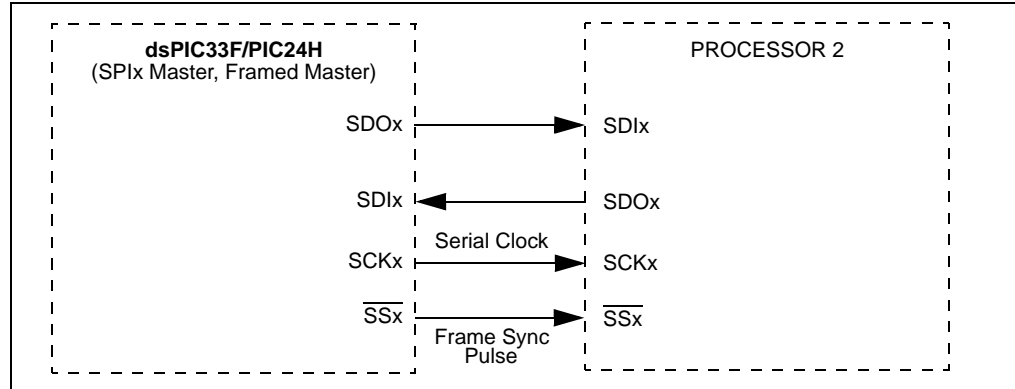 dsPIC33F/PIC24H
(SPIx Master, Framed Master)
PROCESSOR 2
SDOx
SDIx
SDIx
SDOx
Serial Clock
SCKx
SCKx
SSx
SSx
Frame Sync
Pulse